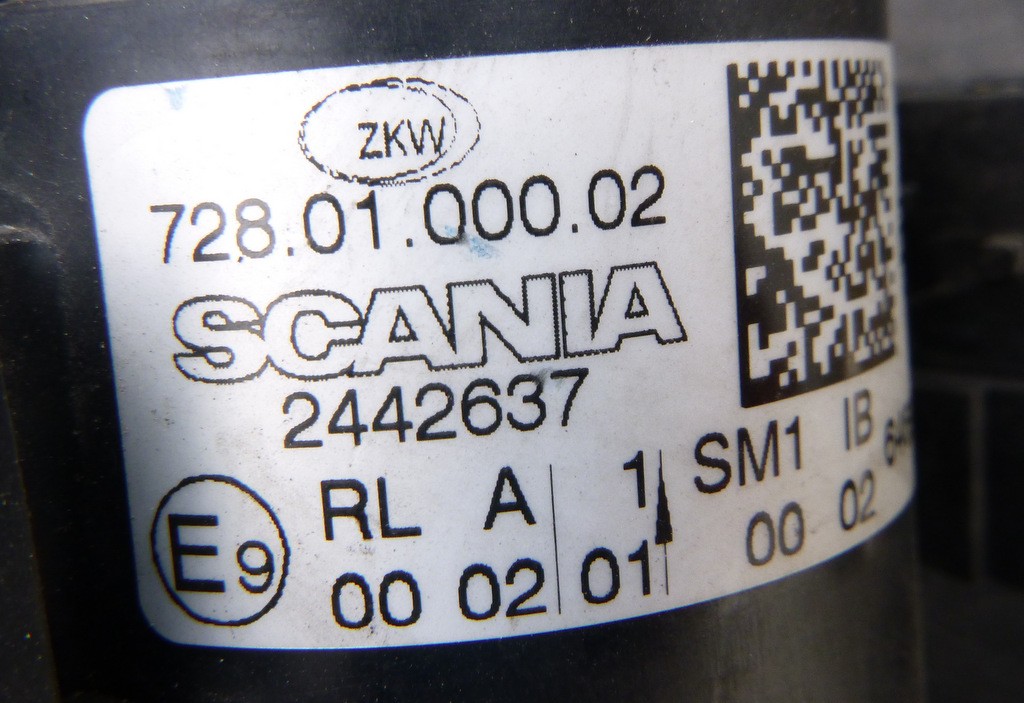 ZKW
728.01.000.02
SCANIA
2442637
E9
RL A 1 SM1 IB
00 02 01 00 02